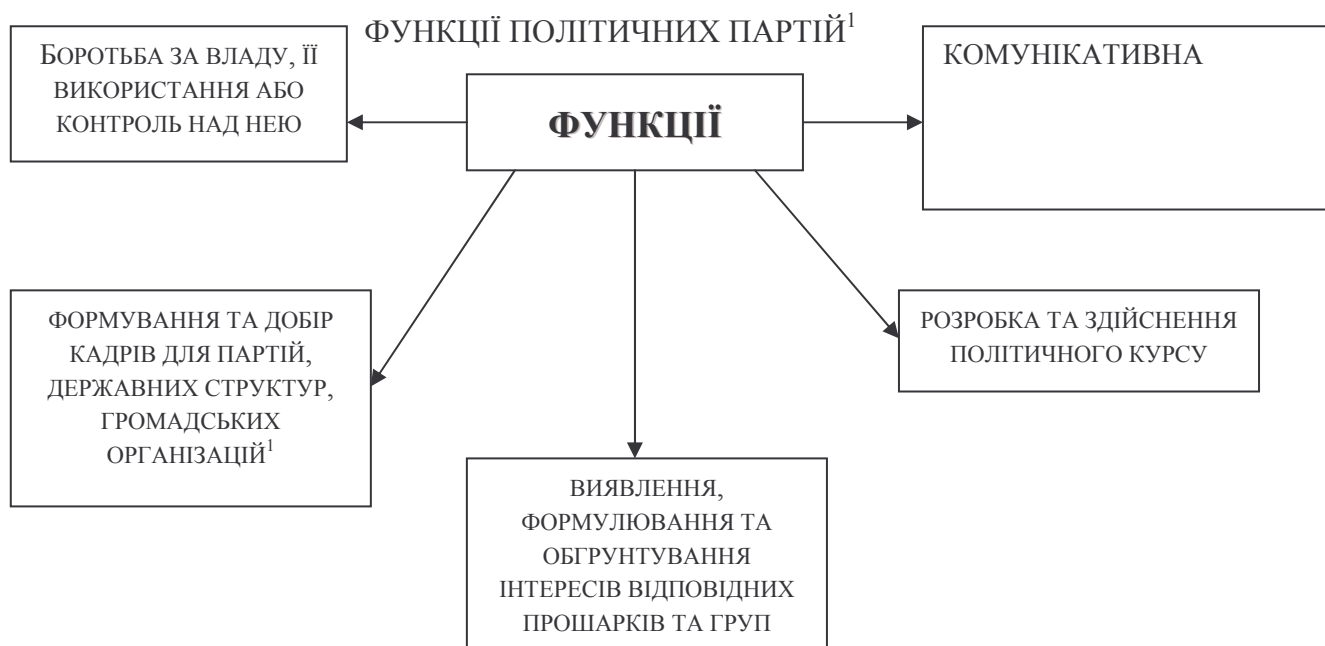 ФУНКЦІЇ ПОЛІТИЧНИХ ПАРТІЙ¹
БОРОТЬБА ЗА ВЛАДУ, ЇЇ
ВИКОРИСТАННЯ АБО
КОНТРОЛЬ НАД НЕЮ
ФУНКЦІЇ
КОМУНІКАТИВНА
ФОРМУВАННЯ ТА ДОБІР
КАДРІВ ДЛЯ ПАРТІЙ,
ДЕРЖАВНИХ СТРУКТУР,
ГРОМАДСЬКИХ
ОРГАНІЗАЦІЙ¹
РОЗРОБКА ТА ЗДІЙСНЕННЯ
ПОЛІТИЧНОГО КУРСУ
ВИЯВЛЕННЯ,
ФОРМУЛЮВАННЯ ТА
ОБГРУНТУВАННЯ
ІНТЕРЕСІВ ВІДПОВІДНИХ
ПРОШАРКІВ ТА ГРУП